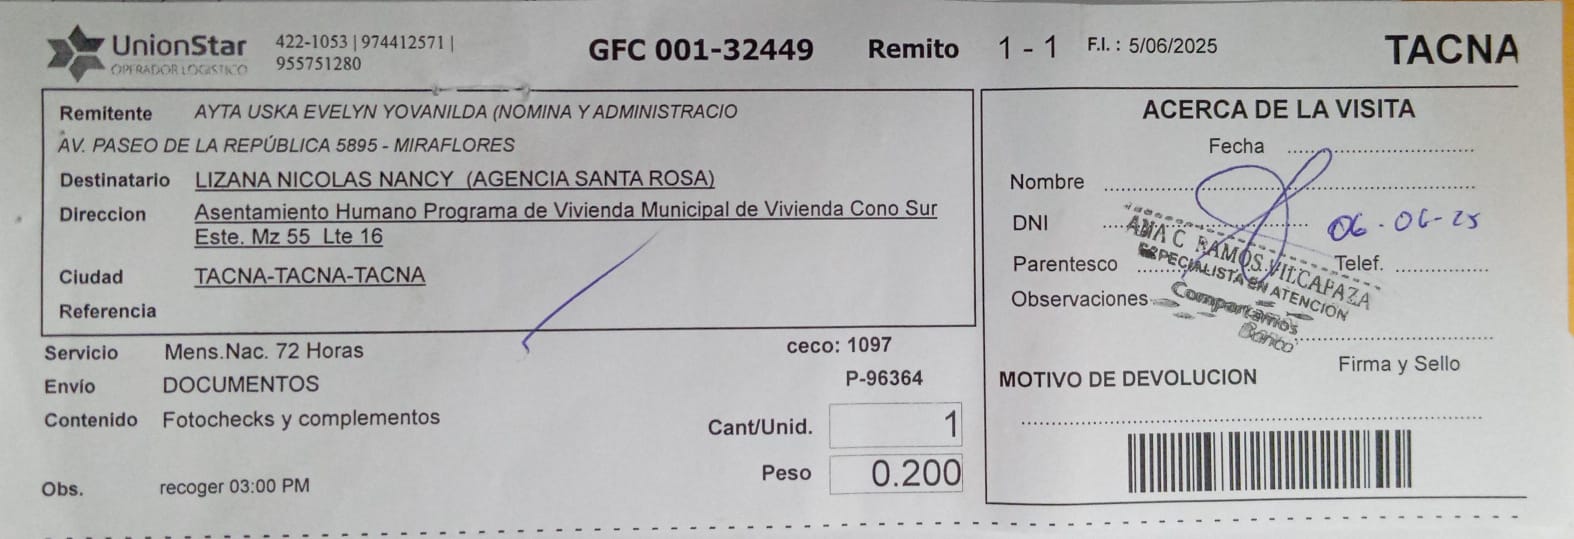 UnionStar
OPERADOR LOGISTICO
422-1053 | 974412571 |
955751280
GFC 001-32449
Remito 1 - 1
F.I. : 5/06/2025
TACNA
Remitente AYTA USKA EVELYN YOVANILDA (NOMINA Y ADMINISTRACIO
AV. PASEO DE LA REPÚBLICA 5895 - MIRAFLORES
Destinatario LIZANA NICOLAS NANCY (AGENCIA SANTA ROSA)
Direccion Asentamiento Humano Programa de Vivienda Municipal de Vivienda Cono Sur
Este. Mz 55 Lte 16
Ciudad TACNA-TACNA-TACNA
Referencia
Servicio Mens.Nac. 72 Horas
ceco: 1097
Envío DOCUMENTOS
P-96364
Contenido Fotochecks y complementos
Cant/Unid. 1
Peso 0.200
Obs. recoger 03:00 PM
ACERCA DE LA VISITA
Fecha
Nombre
DNI
06-06-25
Parentesco
Telef.
Observaciones
ANA C. RAMOS VILCAPAZA
ESPECIALISTA EN ATENCIÓN
Compartamos
Banco
Firma y Sello
MOTIVO DE DEVOLUCION